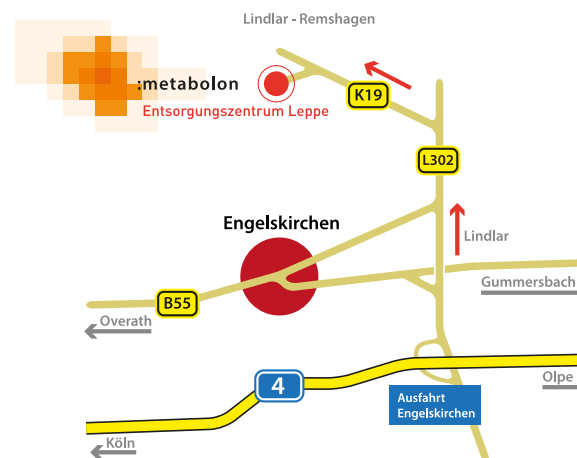 Lindlar - Remshagen
:metabolon
Entsorgungszentrum Leppe
K19
L302
Engelskirchen
Lindlar
Gummersbach
B55
Overath
4
Olpe
Ausfahrt
Engelskirchen
Köln